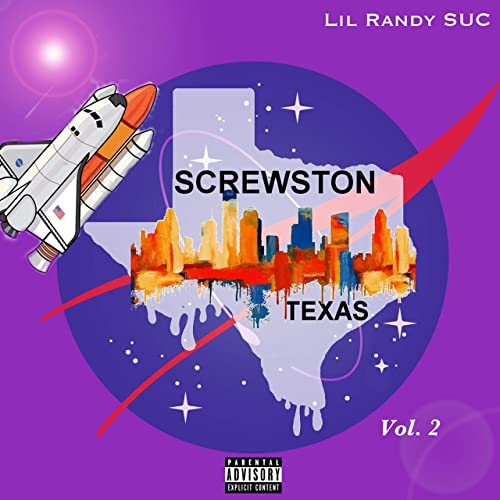 Lil Randy SUC
SCREWSTON
TEXAS
Vol. 2
PARENTAL
ADVISORY
EXPLICIT CONTENT